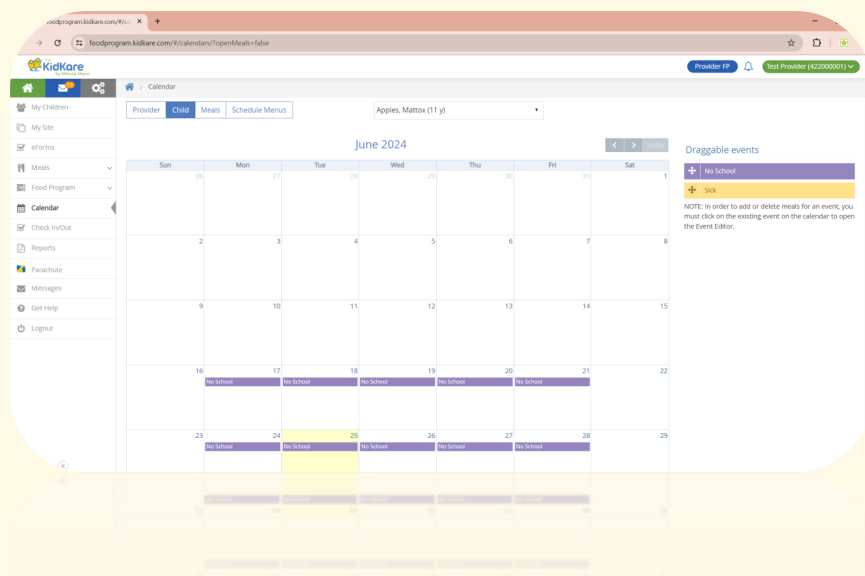 foodprogram.kidkare.com/#/ca
foodprogram.kidkare.com/#/calendars/?openMeals=false
KidKare
by Minute Menu
Provider FP
Test Provider (422000001)
Calendar
My Children
My Site
eForms
Meals
Food Program
Calendar
Check In/Out
Reports
Parachute
Messages
Get Help
Logout
Provider Child Meals Schedule Menus
Apples, Mattox (11 y)
June 2024
today
Sun Mon Tue Wed Thu Fri Sat
26 27 28 29 30 31 1
2 3 4 5 6 7 8
9 10 11 12 13 14 15
16 17 18 19 20 21 22
No School No School No School No School No School
23 24 25 26 27 28 29
No School No School No School No School No School
Draggable events
No School
Sick
NOTE: In order to add or delete meals for an event, you
must click on the existing event on the calendar to open
the Event Editor.